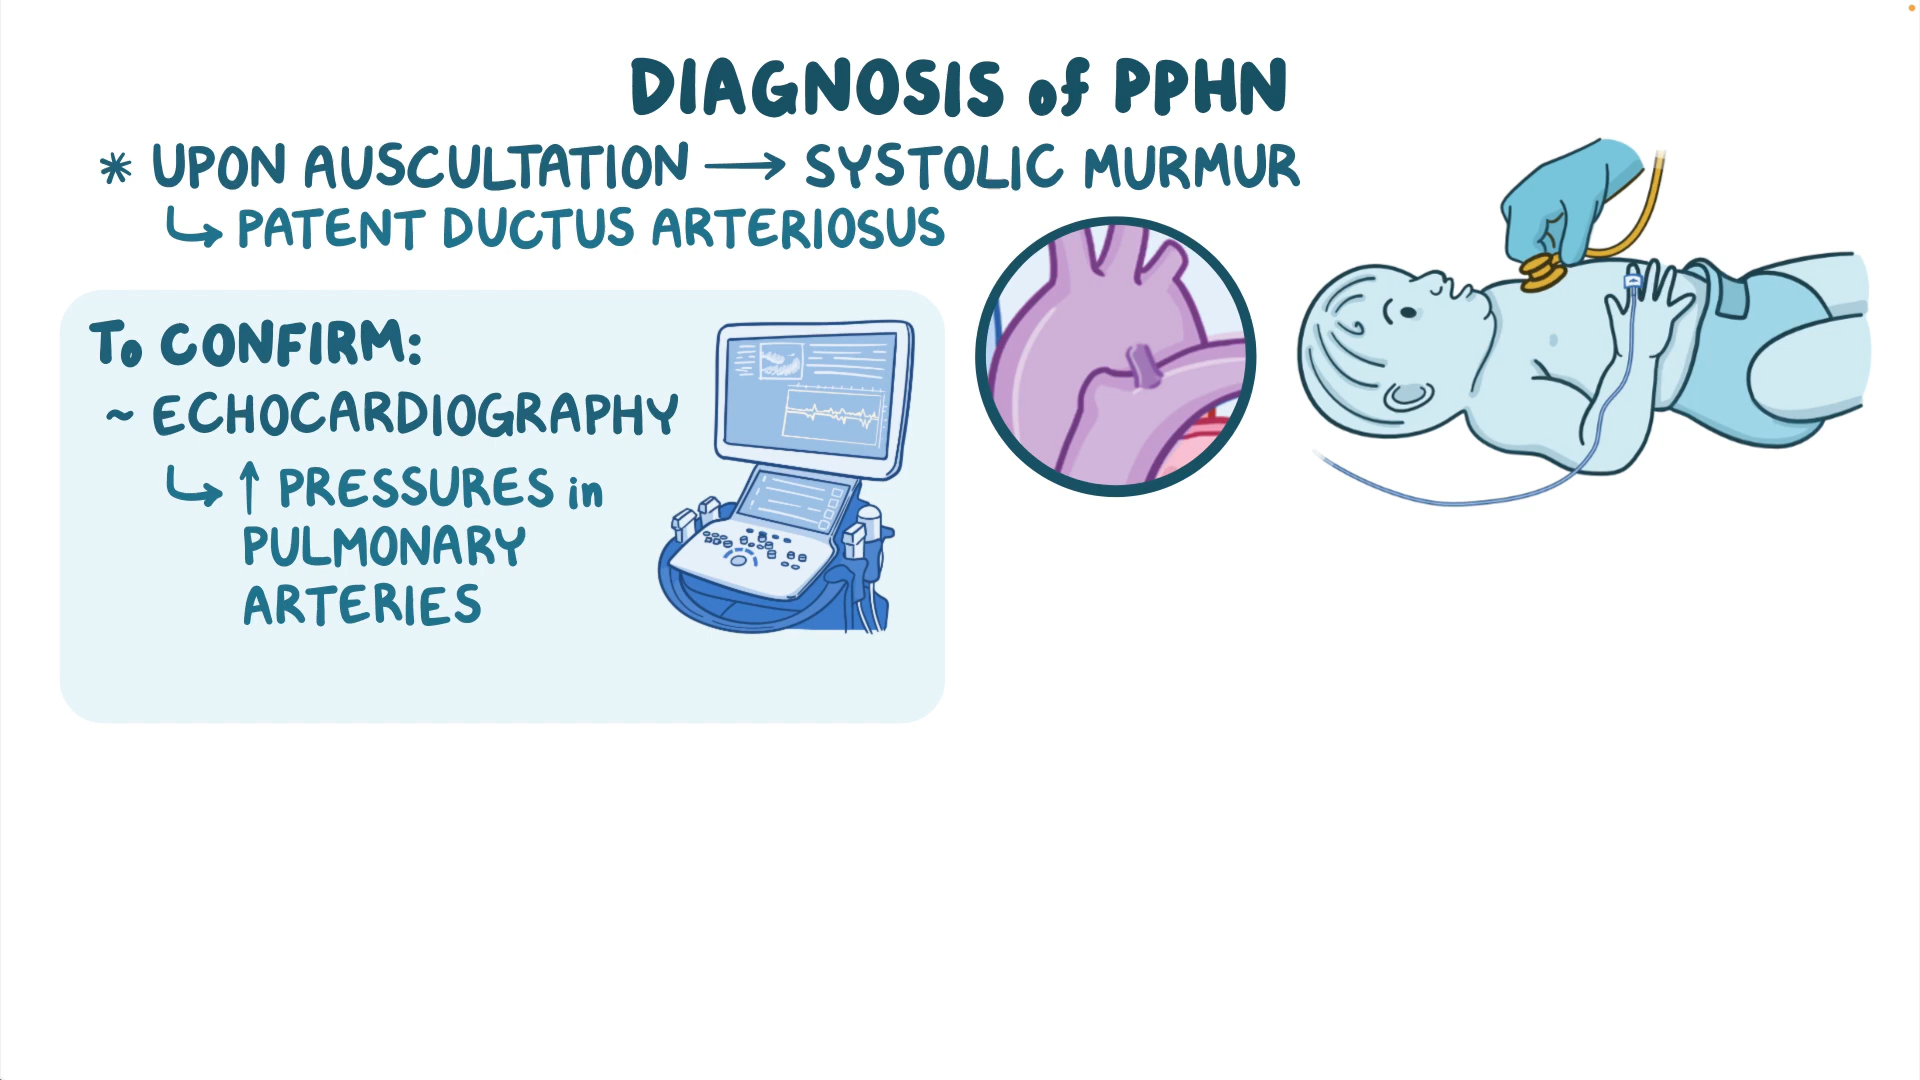 DIAGNOSIS of PPHN
* UPON AUSCULTATION → SYSTOLIC MURMUR
↳ PATENT DUCTUS ARTERIOSUS
To CONFIRM:
~ ECHOCARDIOGRAPHY
↳ ↑ PRESSURES in
PULMONARY
ARTERIES